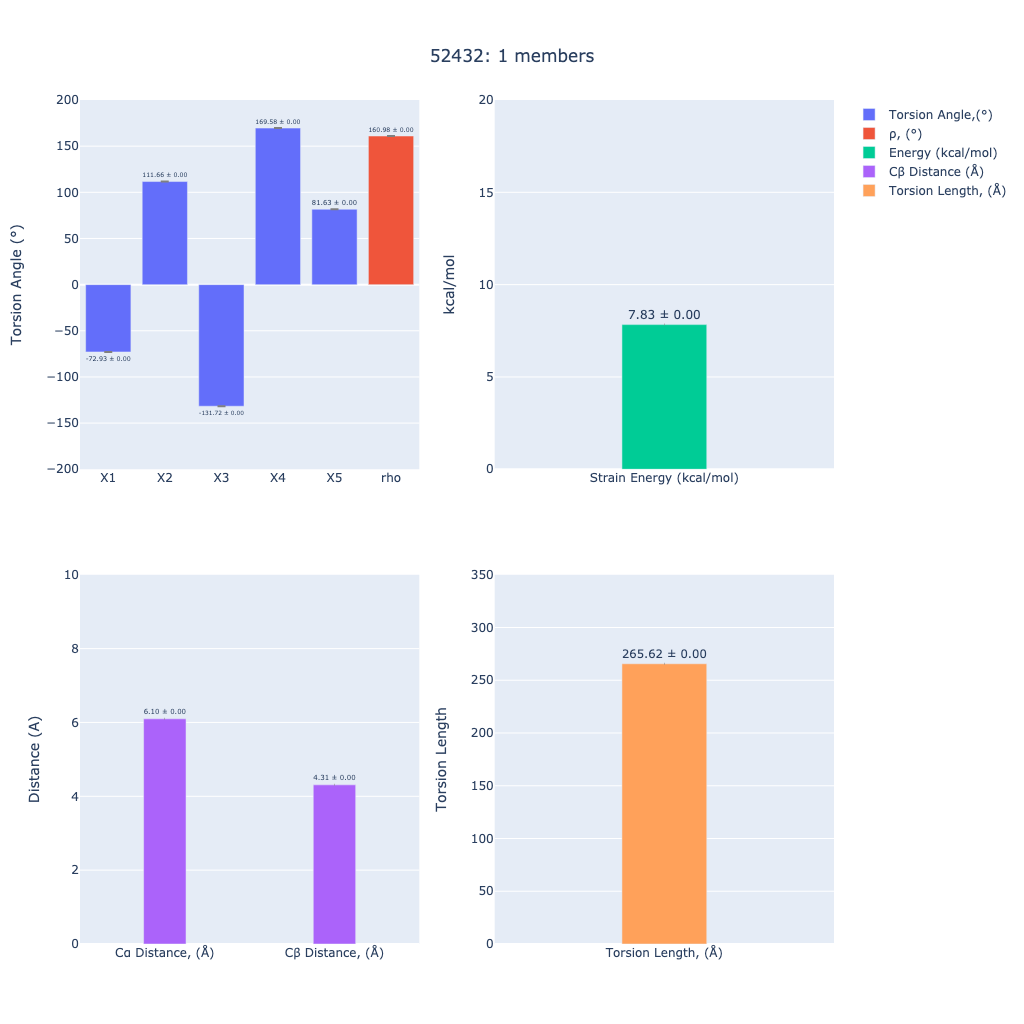 52432: 1 members
Torsion Angle (°)
200
150
100
50
0
−50
−100
−150
−200
-72.93 ± 0.00
111.66 ± 0.00
-131.72 ± 0.00
169.58 ± 0.00
81.63 ± 0.00
160.98 ± 0.00
X1 X2 X3 X4 X5 rho
kcal/mol
20
15
10
5
0
7.83 ± 0.00
Strain Energy (kcal/mol)
Torsion Angle,(°)
ρ, (°)
Energy (kcal/mol)
Cβ Distance (Å)
Torsion Length, (Å)
Distance (A)
10
8
6
4
2
0
6.10 ± 0.00
4.31 ± 0.00
Cα Distance, (Å) Cβ Distance, (Å)
Torsion Length
350
300
250
200
150
100
50
0
265.62 ± 0.00
Torsion Length, (Å)